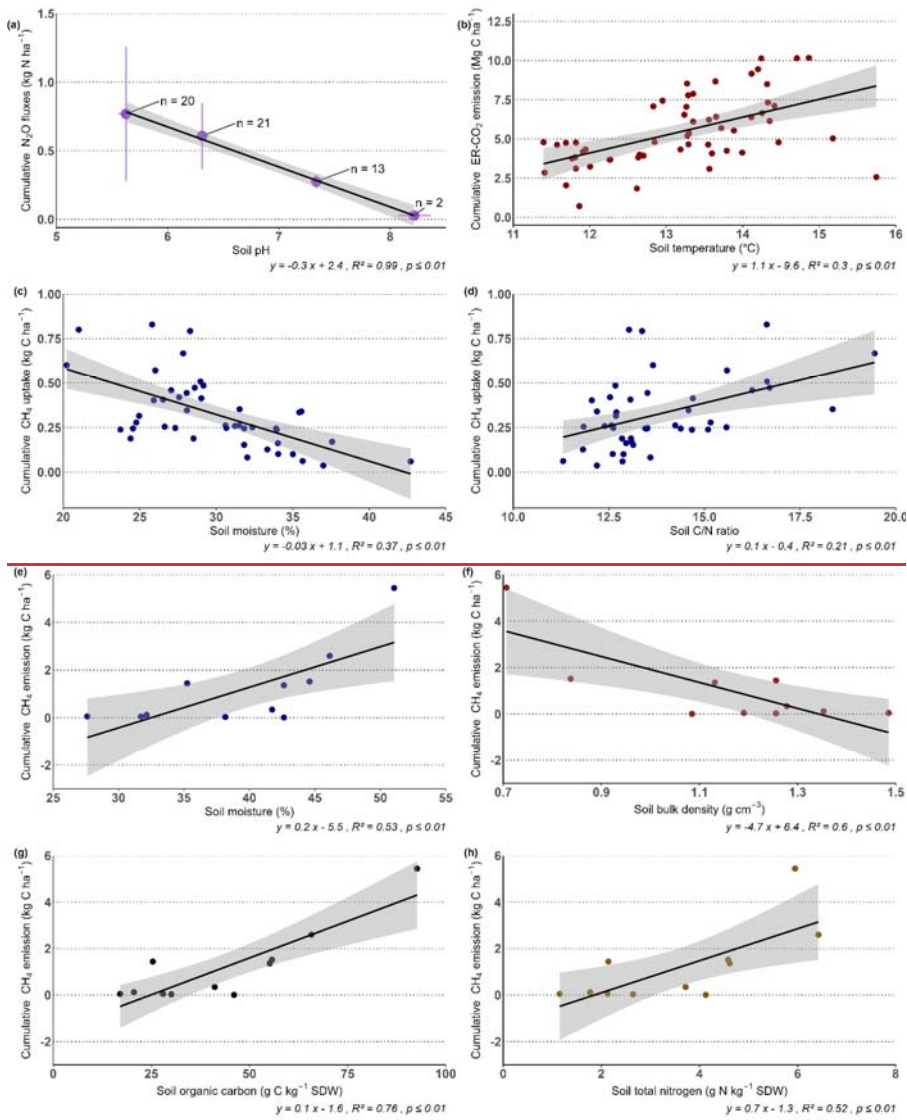 (a)
Cumulative N₂O fluxes (kg N ha⁻¹)
1.5
1.0
0.5
0.0
n = 20
n = 21
n = 13
n = 2
5 6 7 8
Soil pH
y = -0.3 x + 2.4 , R² = 0.99 , p ≤ 0.01
(b)
Cumulative ER-CO₂ emission (Mg C ha⁻¹)
12.5
10.0
7.5
5.0
2.5
0.0
11 12 13 14 15 16
Soil temperature (°C)
y = 1.1 x - 9.6 , R² = 0.3 , p ≤ 0.01
(c)
Cumulative CH₄ uptake (kg C ha⁻¹)
1.00
0.75
0.50
0.25
0.00
20 25 30 35 40 45
Soil moisture (%)
y = -0.03 x + 1.1 , R² = 0.37 , p ≤ 0.01
(d)
Cumulative CH₄ uptake (kg C ha⁻¹)
1.00
0.75
0.50
0.25
0.00
10.0 12.5 15.0 17.5 20.0
Soil C/N ratio
y = 0.1 x - 0.4 , R² = 0.21 , p ≤ 0.01
(e)
Cumulative CH₄ emission (kg C ha⁻¹)
6
4
2
0
-2
25 30 35 40 45 50 55
Soil moisture (%)
y = 0.2 x - 5.5 , R² = 0.53 , p ≤ 0.01
(f)
Cumulative CH₄ emission (kg C ha⁻¹)
6
4
2
0
-2
0.7 0.9 1.1 1.3 1.5
Soil bulk density (g cm⁻³)
y = -4.7 x + 6.4 , R² = 0.6 , p ≤ 0.01
(g)
Cumulative CH₄ emission (kg C ha⁻¹)
6
4
2
0
-2
0 25 50 75 100
Soil organic carbon (g C kg⁻¹ SDW)
y = 0.1 x - 1.6 , R² = 0.76 , p ≤ 0.01
(h)
Cumulative CH₄ emission (kg C ha⁻¹)
6
4
2
0
-2
0 2 4 6 8
Soil total nitrogen (g N kg⁻¹ SDW)
y = 0.7 x - 1.3 , R² = 0.52 , p ≤ 0.01